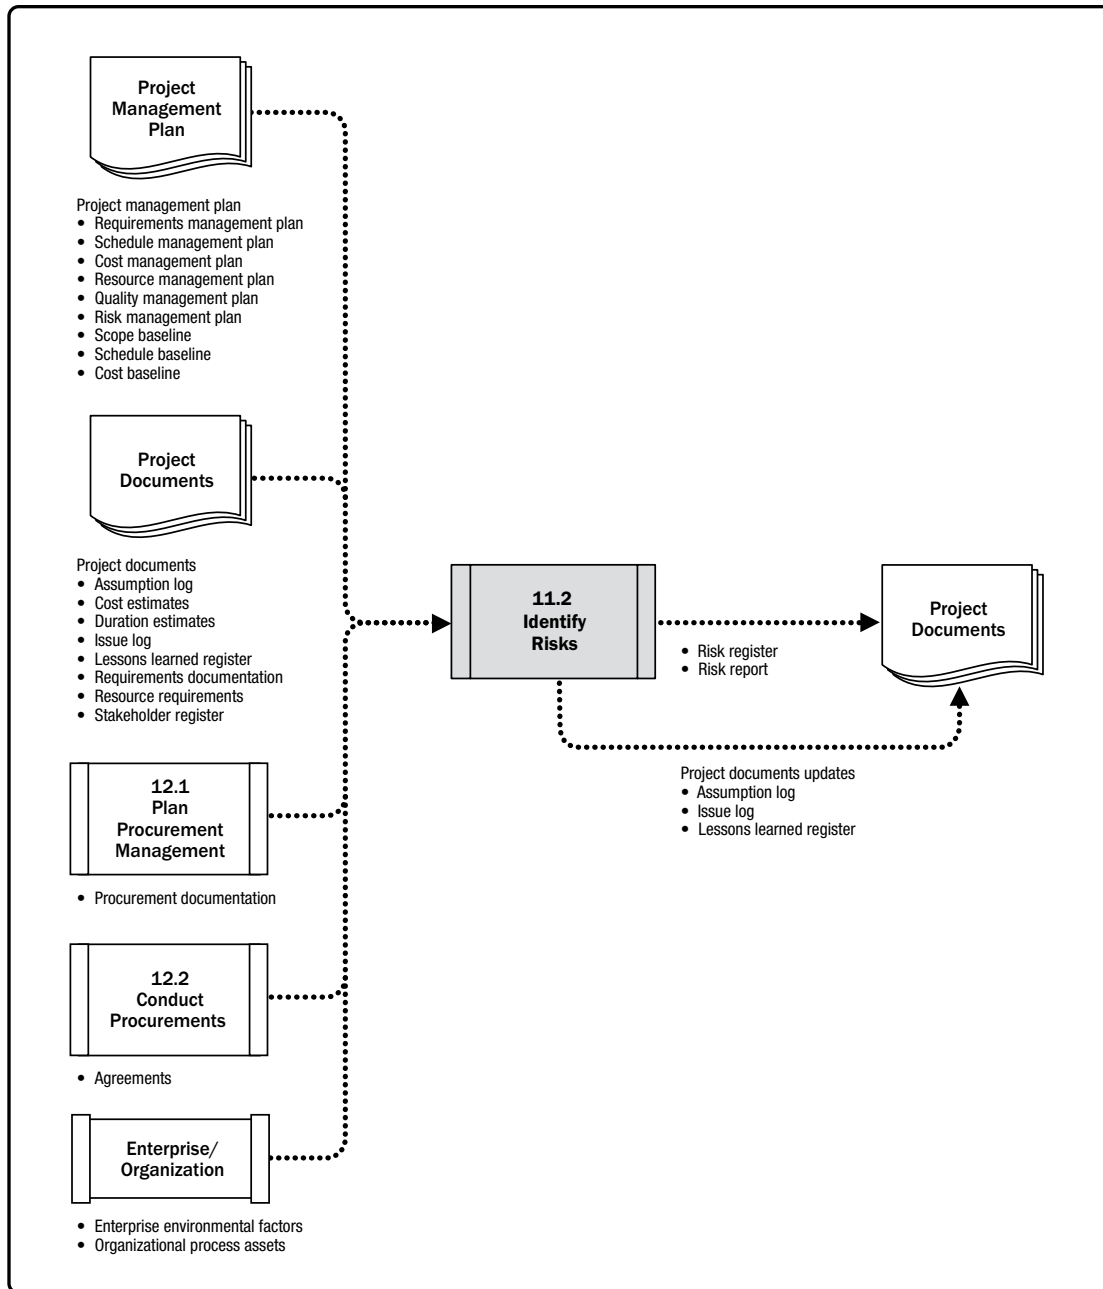 Project
Management
Plan
Project management plan
• Requirements management plan
• Schedule management plan
• Cost management plan
• Resource management plan
• Quality management plan
• Risk management plan
• Scope baseline
• Schedule baseline
• Cost baseline
Project
Documents
Project documents
• Assumption log
• Cost estimates
• Duration estimates
• Issue log
• Lessons learned register
• Requirements documentation
• Resource requirements
• Stakeholder register
12.1
Plan
Procurement
Management
• Procurement documentation
12.2
Conduct
Procurements
• Agreements
Enterprise/
Organization
• Enterprise environmental factors
• Organizational process assets
11.2
Identify
Risks
• Risk register
• Risk report
Project
Documents
Project documents updates
• Assumption log
• Issue log
• Lessons learned register